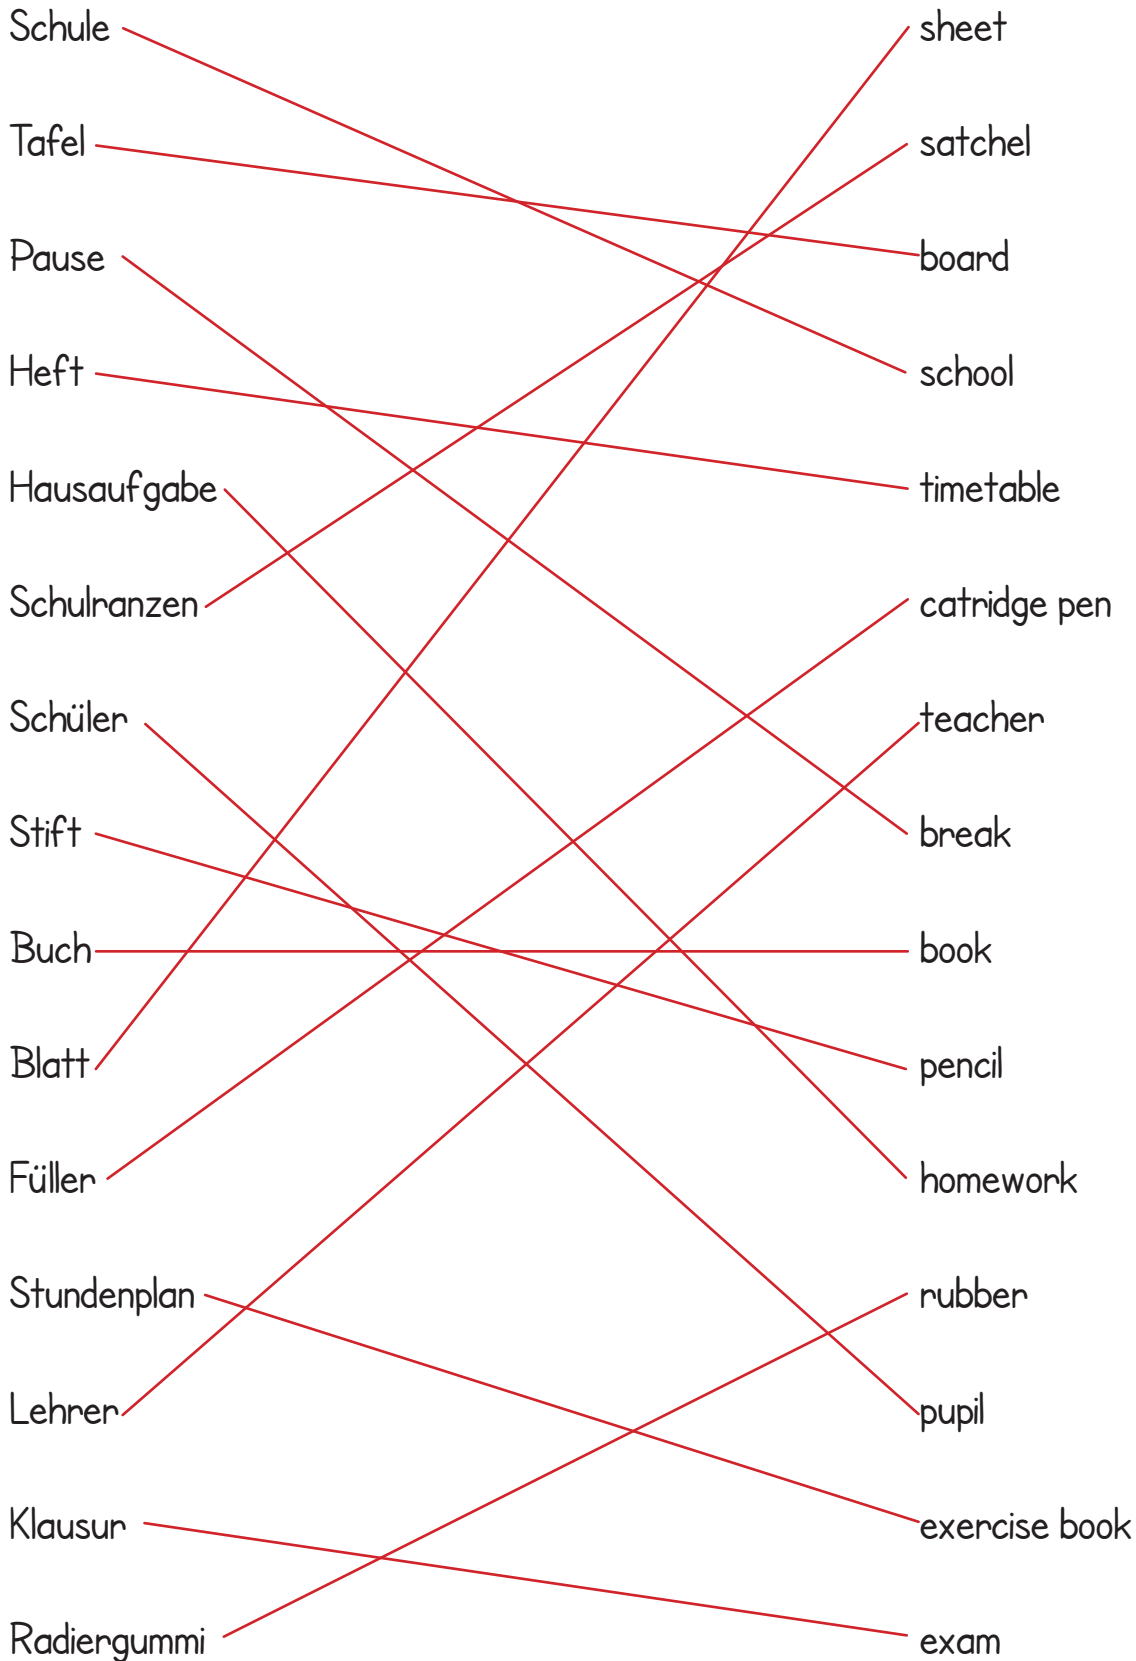 Schule sheet
Tafel satchel
Pause board
Heft school
Hausaufgabe timetable
Schulranzen catridge pen
Schüler teacher
Stift break
Buch book
Blatt pencil
Füller homework
Stundenplan rubber
Lehrer pupil
Klausur exercise book
Radiergummi exam